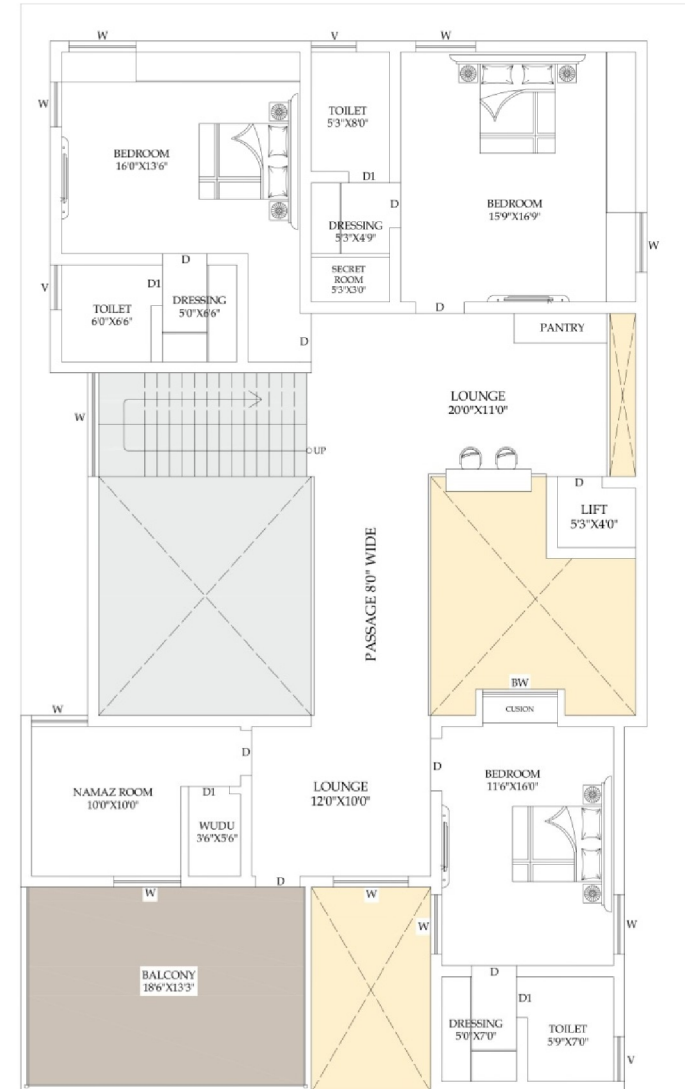 W
V
W
W
TOILET
5'3"X8'0"
BEDROOM
16'0"X13'6"
D1
D
BEDROOM
15'9"X16'9"
DRESSING
5'3"X4'9"
W
D
SECRET
ROOM
5'3"X3'0"
V
D1
DRESSING
5'0"X6'6"
TOILET
6'0"X6'6"
D
PANTRY
D
LOUNGE
20'0"X11'0"
W
UP
D
LIFT
5'3"X4'0"
PASSAGE 8'0" WIDE
BW
CUSION
W
D
D
NAMAZ ROOM
10'0"X10'0"
D1
WUDU
3'6"X5'6"
LOUNGE
12'0"X10'0"
BEDROOM
11'6"X16'0"
D
W
W
W
W
BALCONY
18'6"X13'3"
D
D1
DRESSING
5'0"X7'0"
TOILET
5'9"X7'0"
V